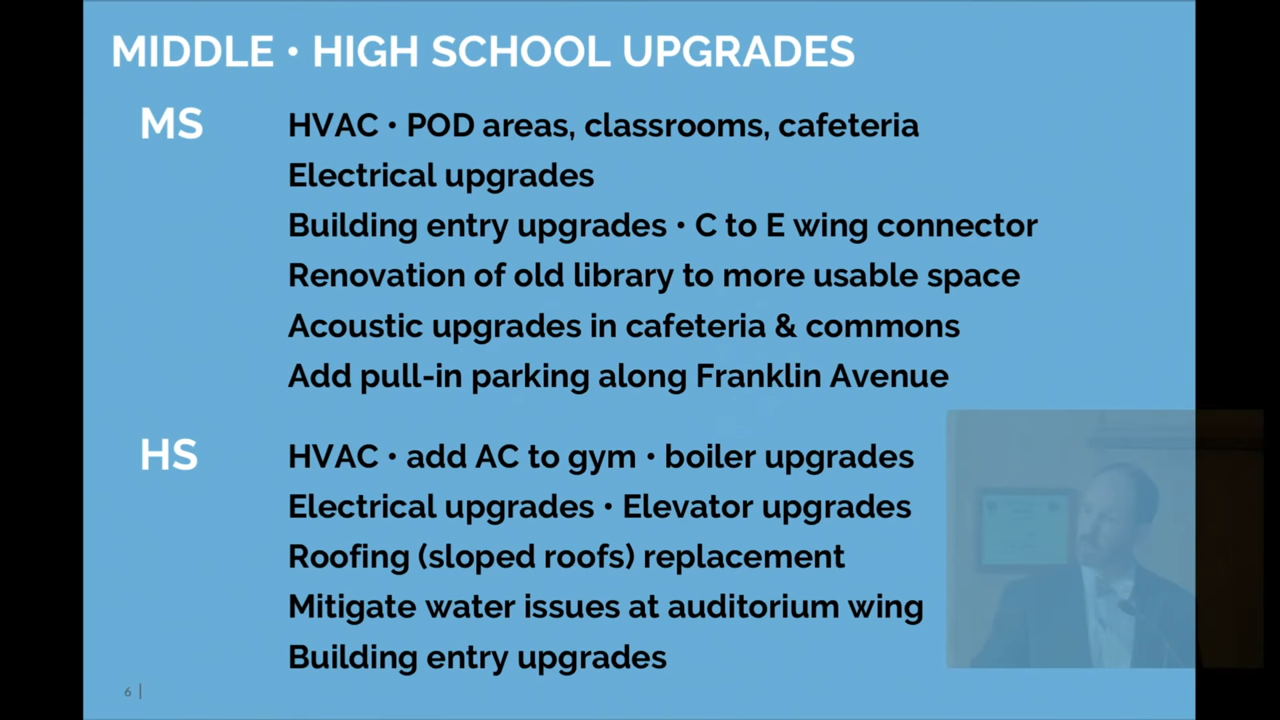 MIDDLE • HIGH SCHOOL UPGRADES
MS
HVAC • POD areas, classrooms, cafeteria
Electrical upgrades
Building entry upgrades • C to E wing connector
Renovation of old library to more usable space
Acoustic upgrades in cafeteria & commons
Add pull-in parking along Franklin Avenue
HS
HVAC • add AC to gym • boiler upgrades
Electrical upgrades • Elevator upgrades
Roofing (sloped roofs) replacement
Mitigate water issues at auditorium wing
Building entry upgrades
6 |